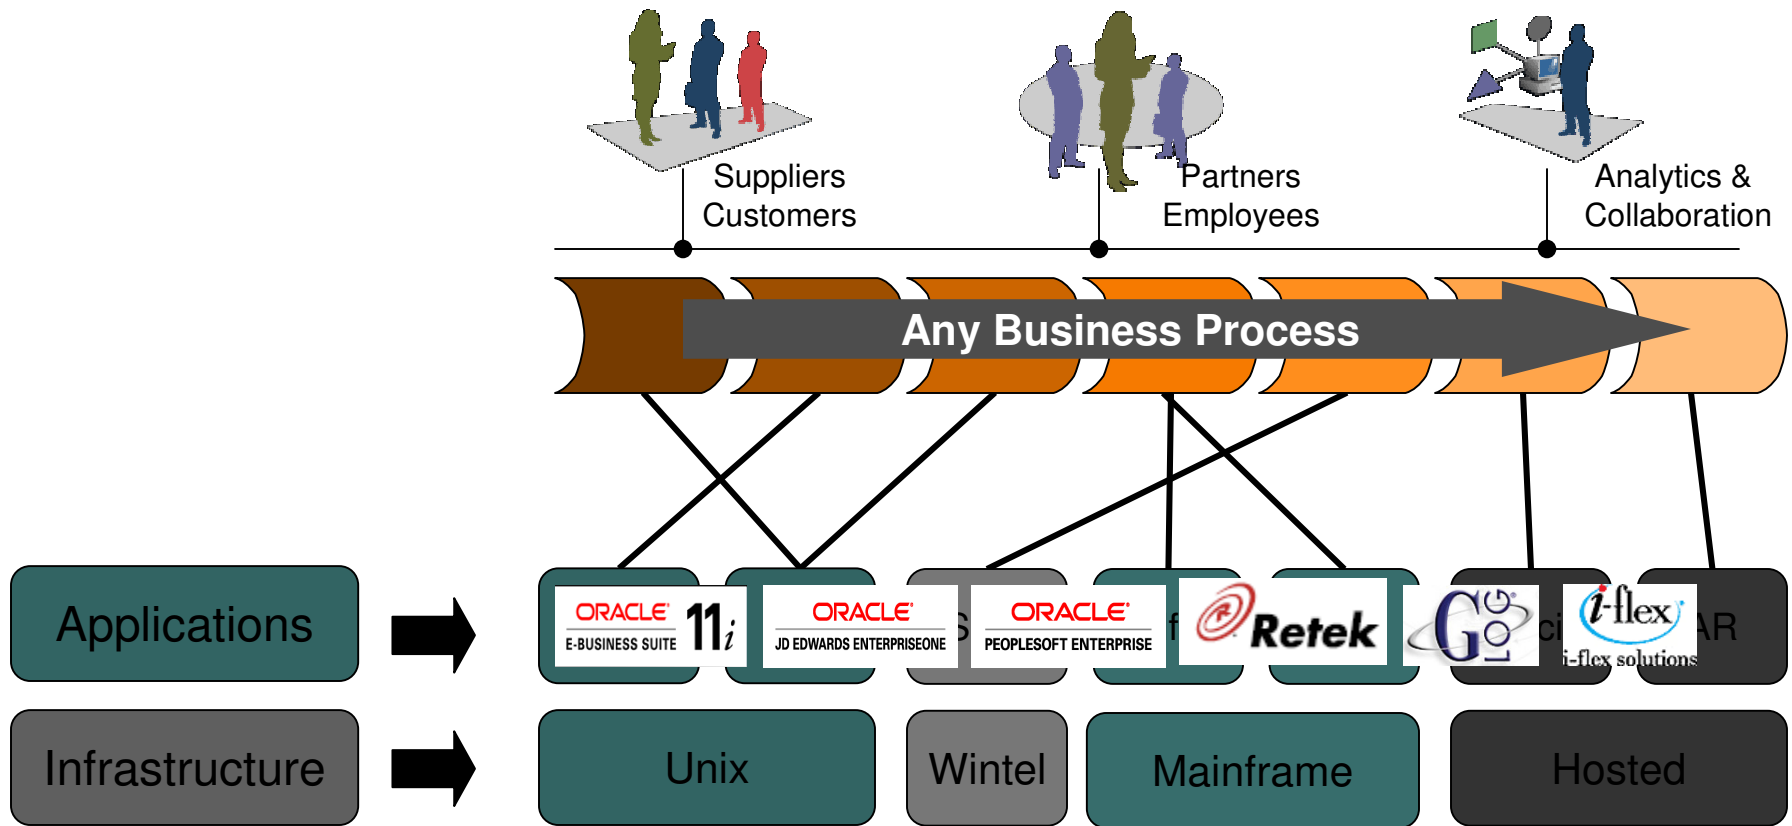 Suppliers
Customers
Partners
Employees
Analytics &
Collaboration
Any Business Process
Applications
ORACLE
E-BUSINESS SUITE 11i
ORACLE
JD EDWARDS ENTERPRISEONE
ORACLE
PEOPLESOFT ENTERPRISE
Retek
G LOG
i-flex
i-flex solutions
AR
Infrastructure
Unix
Wintel
Mainframe
Hosted